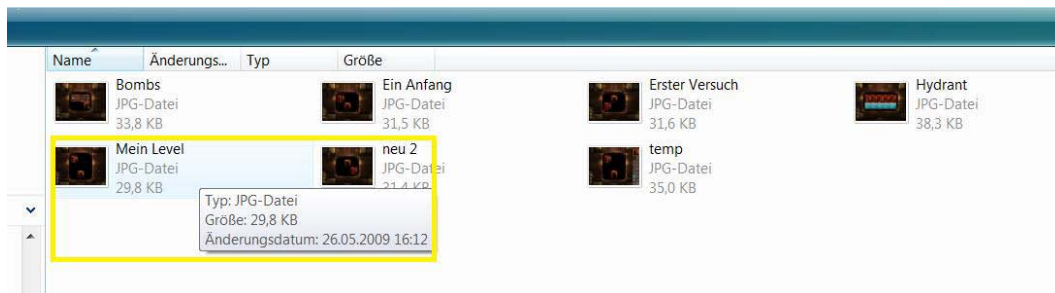 Name Änderungs... Typ Größe
Bombs
JPG-Datei
33,8 KB
Ein Anfang
JPG-Datei
31,5 KB
Erster Versuch
JPG-Datei
31,6 KB
Hydrant
JPG-Datei
38,3 KB
Mein Level
JPG-Datei
29,8 KB
neu 2
JPG-Datei
31,4 KB
temp
JPG-Datei
35,0 KB
Typ: JPG-Datei
Größe: 29,8 KB
Änderungsdatum: 26.05.2009 16:12